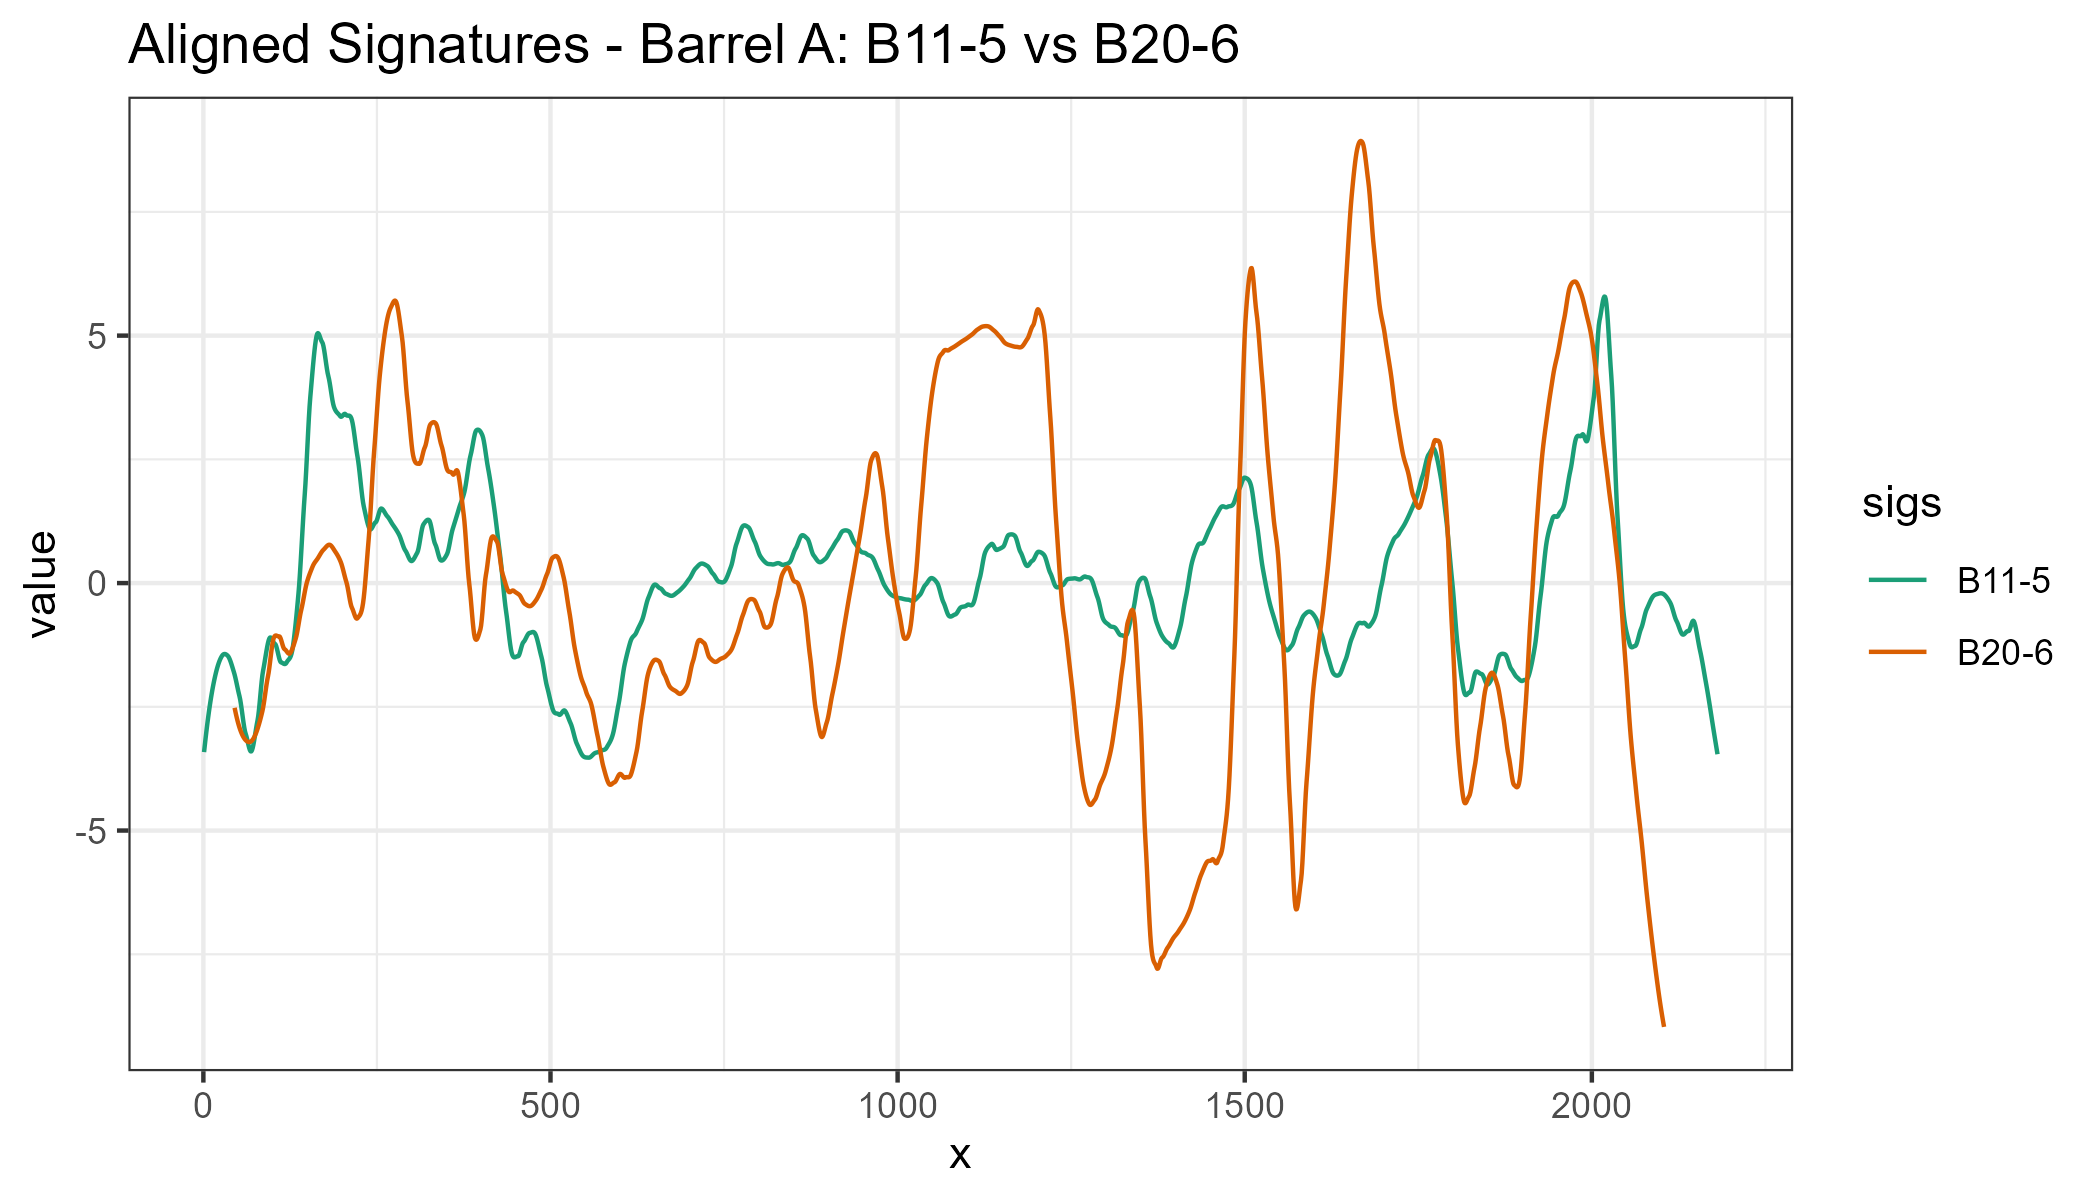 Aligned Signatures - Barrel A: B11-5 vs B20-6
value
5
0
-5
0 500 1000 1500 2000
x
sigs
B11-5
B20-6